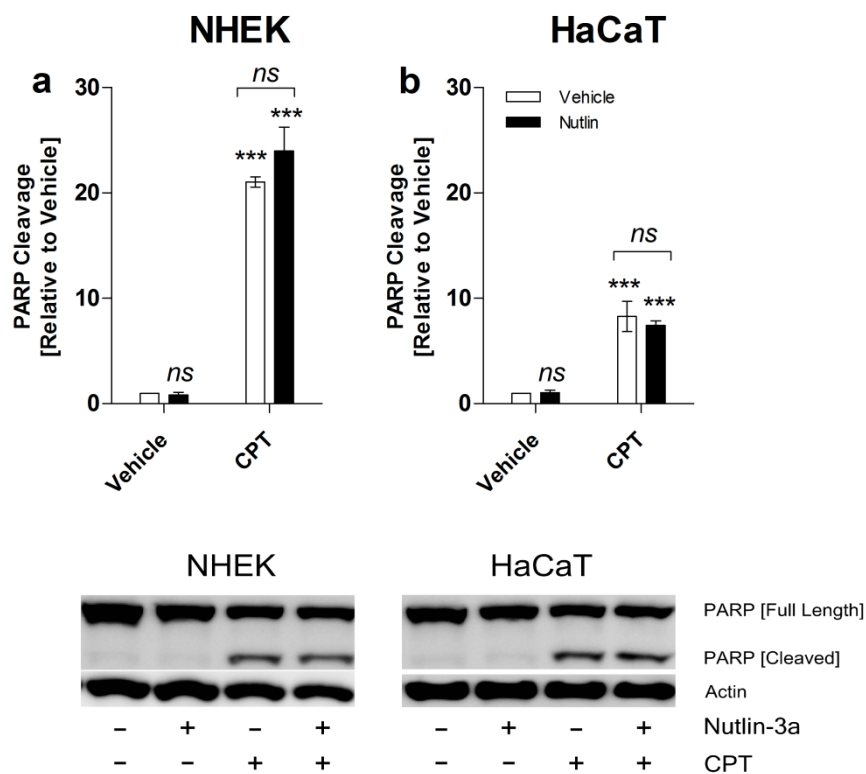 NHEK
HaCaT
a
b
PARP Cleavage
[Relative to Vehicle]
30
20
10
0
ns
***
***
ns
Vehicle
CPT
PARP Cleavage
[Relative to Vehicle]
30
20
10
0
Vehicle
Nutlin
ns
***
***
ns
Vehicle
CPT
NHEK
HaCaT
PARP [Full Length]
PARP [Cleaved]
Actin
– + – + – + – + Nutlin-3a
– – + + – – + + CPT